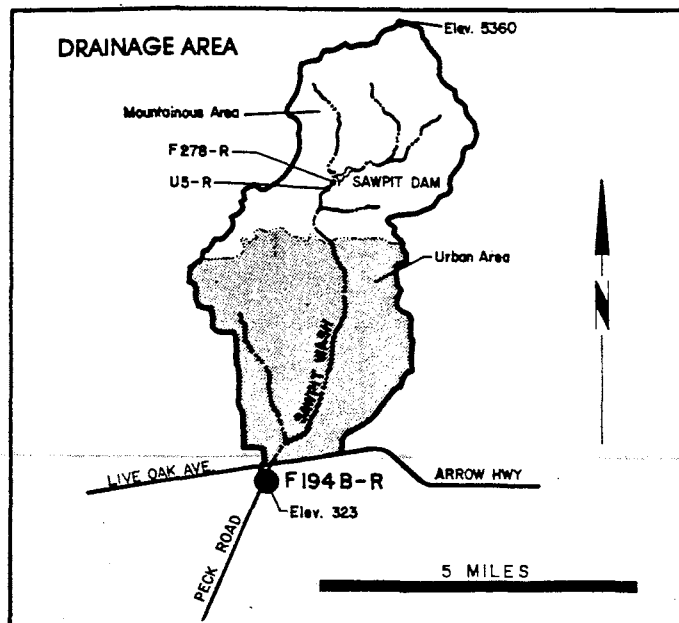 Elev. 5360
DRAINAGE AREA
Mountainous Area
F278-R
SAWPIT DAM
U5-R
Urban Area
N
SAWPIT WASH
LIVE OAK AVE.
ARROW HWY
F194B-R
Elev. 323
PECK ROAD
5 MILES